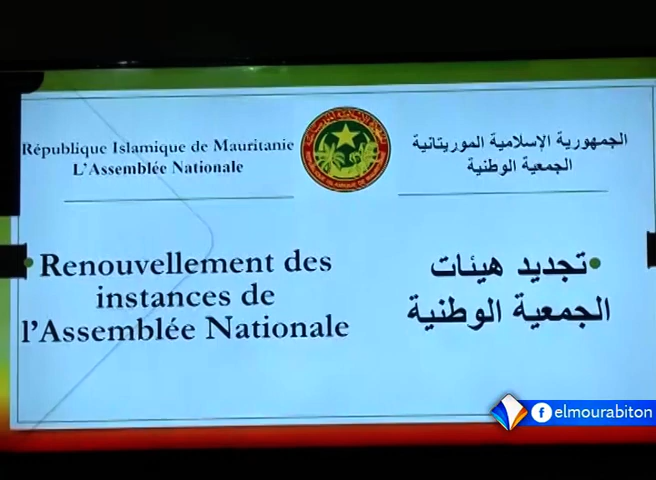 République Islamique de Mauritanie
L'Assemblée Nationale
الجمهورية الإسلامية الموريتانية
الجمعية الوطنية
Renouvellement des
instances de
l'Assemblée Nationale
تجديد هيئات
الجمعية الوطنية
elmourabiton